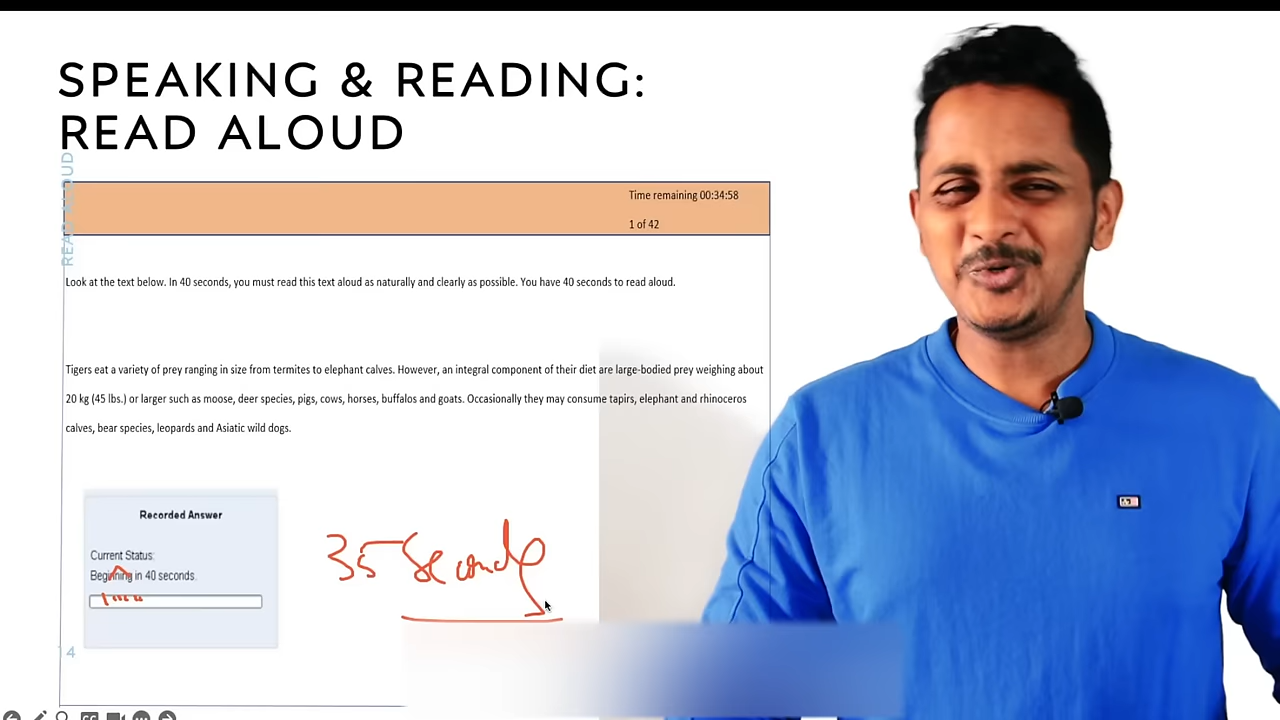 SPEAKING & READING:
READ ALOUD
READ ALOUD
Time remaining 00:34:58
1 of 42
Look at the text below. In 40 seconds, you must read this text aloud as naturally and clearly as possible. You have 40 seconds to read aloud.
Tigers eat a variety of prey ranging in size from termites to elephant calves. However, an integral component of their diet are large-bodied prey weighing about
20 kg (45 lbs.) or larger such as moose, deer species, pigs, cows, horses, buffalos and goats. Occasionally they may consume tapirs, elephant and rhinoceros
calves, bear species, leopards and Asiatic wild dogs.
Recorded Answer
Current Status:
Beginning in 40 seconds.
35 Seconds
14